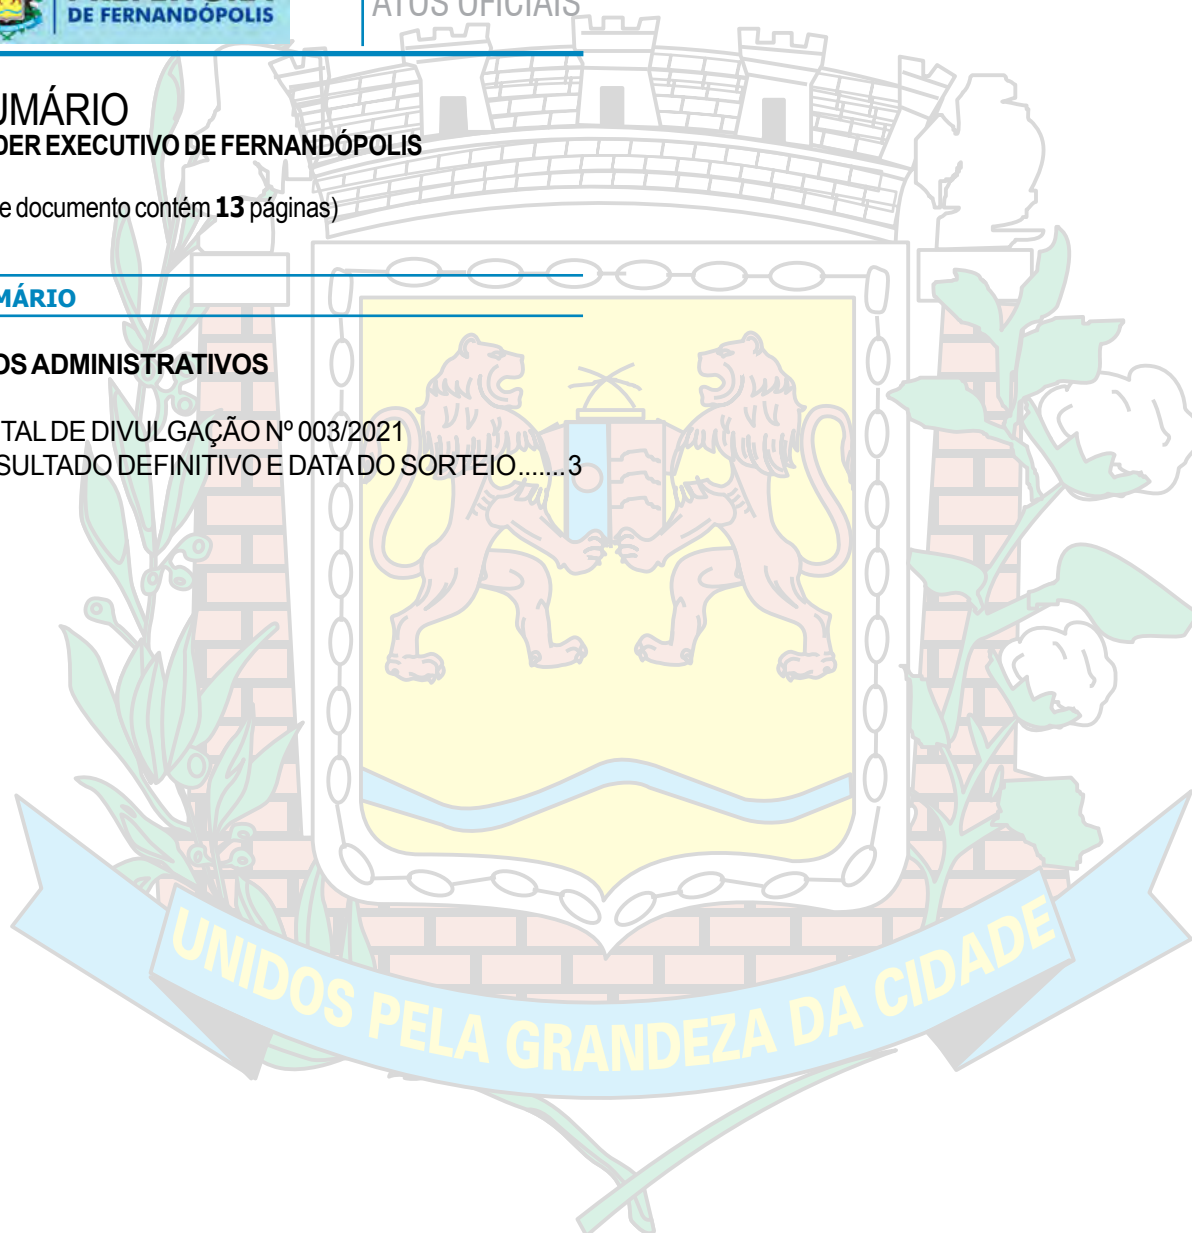 DE FERNANDÓPOLIS
ATOS OFICIAIS
UMÁRIO
DER EXECUTIVO DE FERNANDÓPOLIS
e documento contém 13 páginas)
MÁRIO
OS ADMINISTRATIVOS
TAL DE DIVULGAÇÃO Nº 003/2021
SULTADO DEFINITIVO E DATA DO SORTEIO.......3
UNIDOS PELA GRANDEZA DA CIDADE